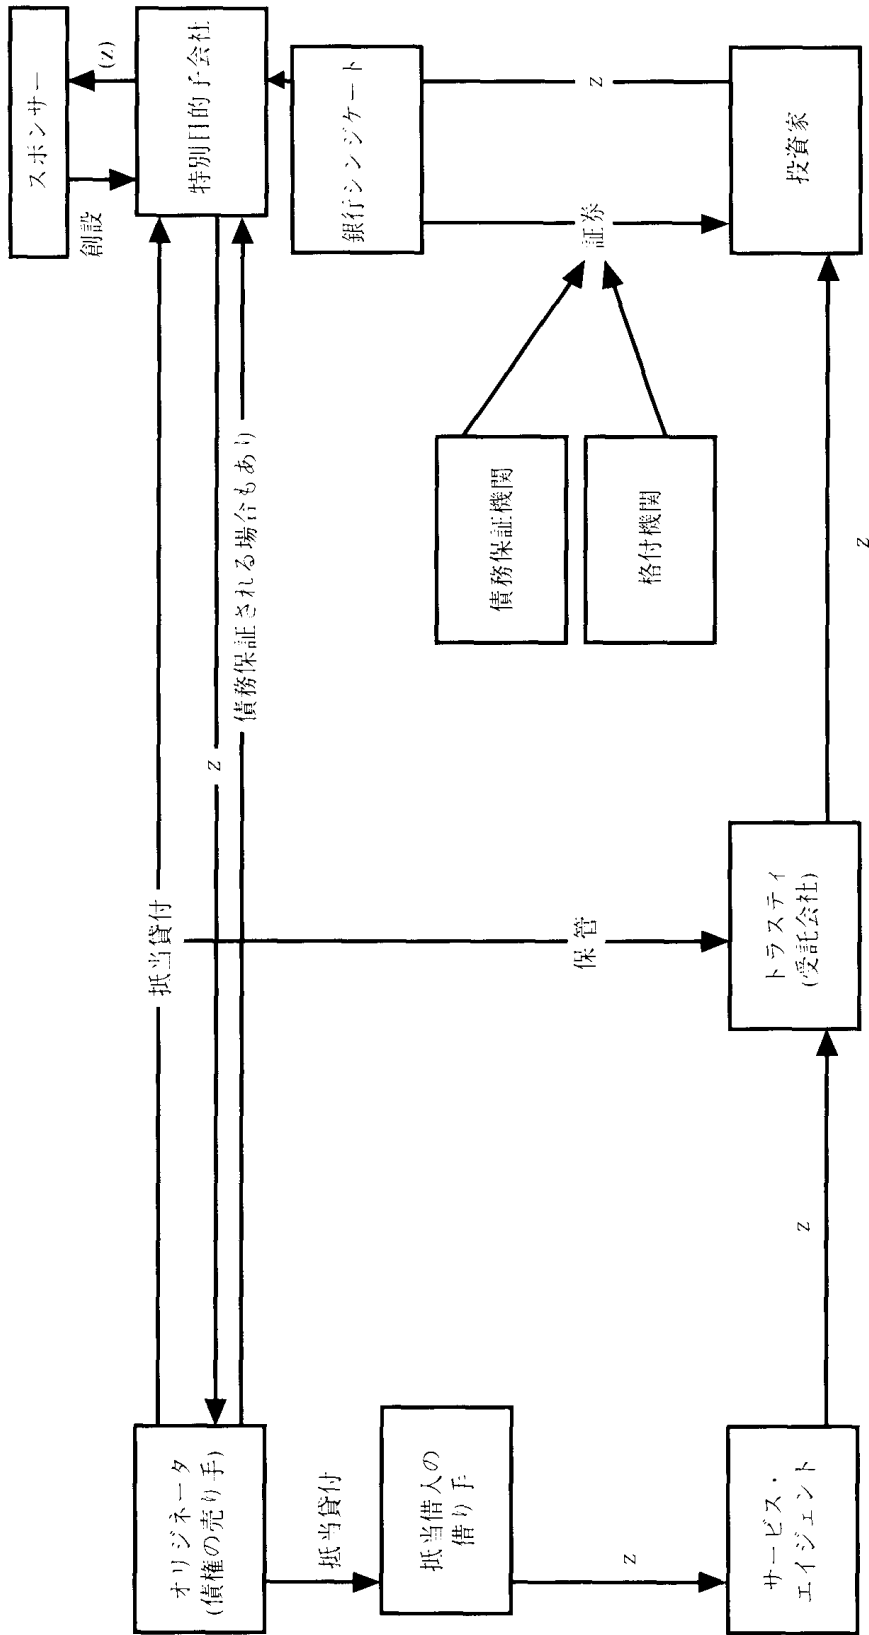 スポンサー
創設
(N)
オリジネータ
(債権の売り手)
抵当貸付
N
債務保証される場合もあり
特別目的子会社
抵当貸付
銀行シンジケート
抵当借人の
借り手
債務保証機関
格付機関
保管
証券
N
N
サービス・
エイジェント
N
トラスティ
(受託会社)
N
投資家